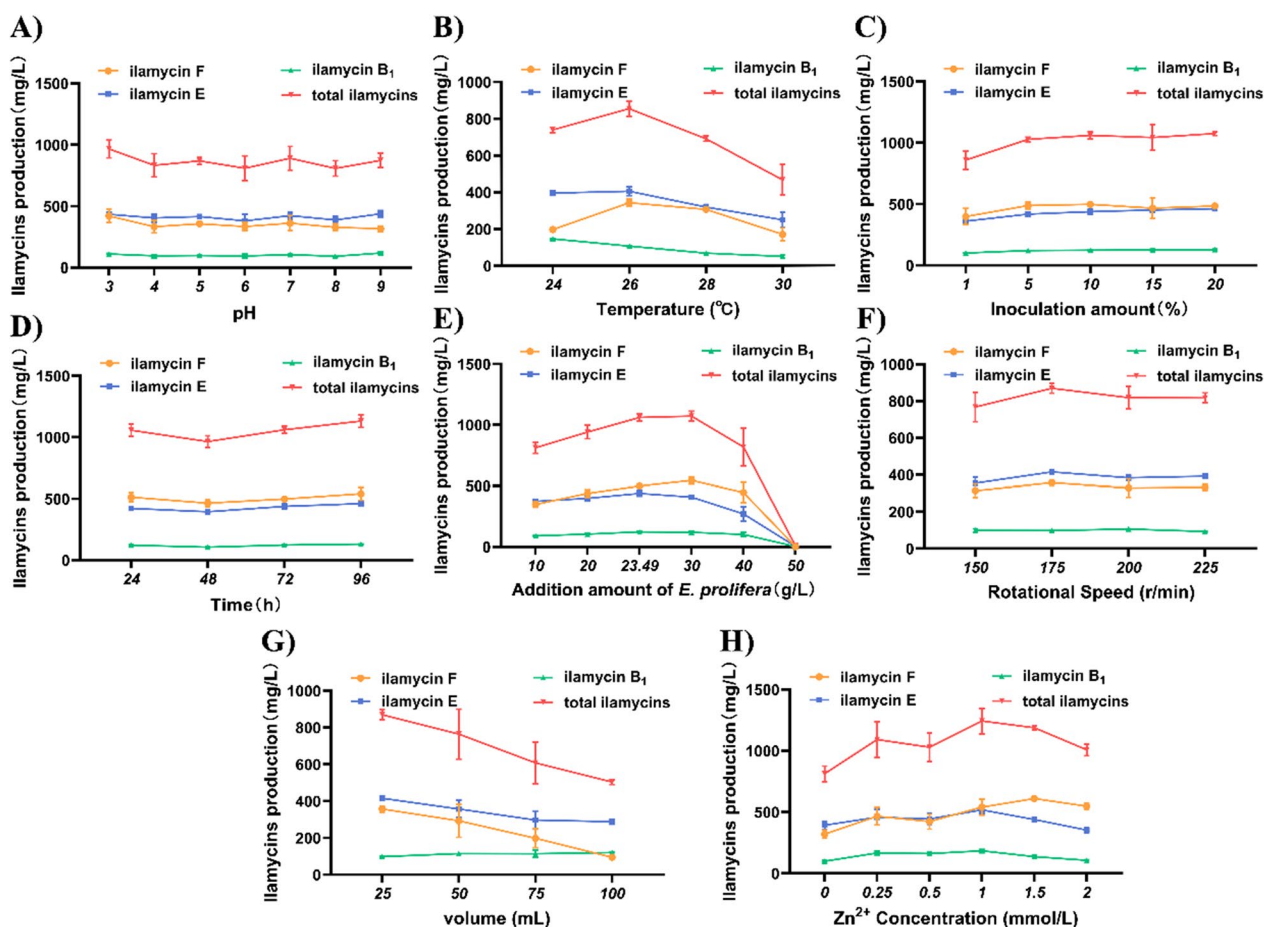 A)
ilamycin F
ilamycin B1
ilamycin E
total ilamycins
Ilamycins production(mg/L)
1500
1000
500
0
3 4 5 6 7 8 9
pH
B)
ilamycin F
ilamycin B1
ilamycin E
total ilamycins
Ilamycins production(mg/L)
1000
800
600
400
200
0
24 26 28 30
Temperature (℃)
C)
ilamycin F
ilamycin B1
ilamycin E
total ilamycins
Ilamycins production(mg/L)
1500
1000
500
0
1 5 10 15 20
Inoculation amount(%)
D)
ilamycin F
ilamycin B1
ilamycin E
total ilamycins
Ilamycins production(mg/L)
1500
1000
500
0
24 48 72 96
Time(h)
E)
ilamycin F
ilamycin B1
ilamycin E
total ilamycins
Ilamycins production(mg/L)
1500
1000
500
0
10 20 23.49 30 40 50
Addition amount of E. prolifera(g/L)
F)
ilamycin F
ilamycin B1
ilamycin E
total ilamycins
Ilamycins production(mg/L)
1000
800
600
400
200
0
150 175 200 225
Rotational Speed (r/min)
G)
ilamycin F
ilamycin B1
ilamycin E
total ilamycins
Ilamycins production(mg/L)
1000
800
600
400
200
0
25 50 75 100
volume (mL)
H)
ilamycin F
ilamycin B1
ilamycin E
total ilamycins
Ilamycins production(mg/L)
1500
1000
500
0
0 0.25 0.5 1 1.5 2
Zn2+ Concentration (mmol/L)